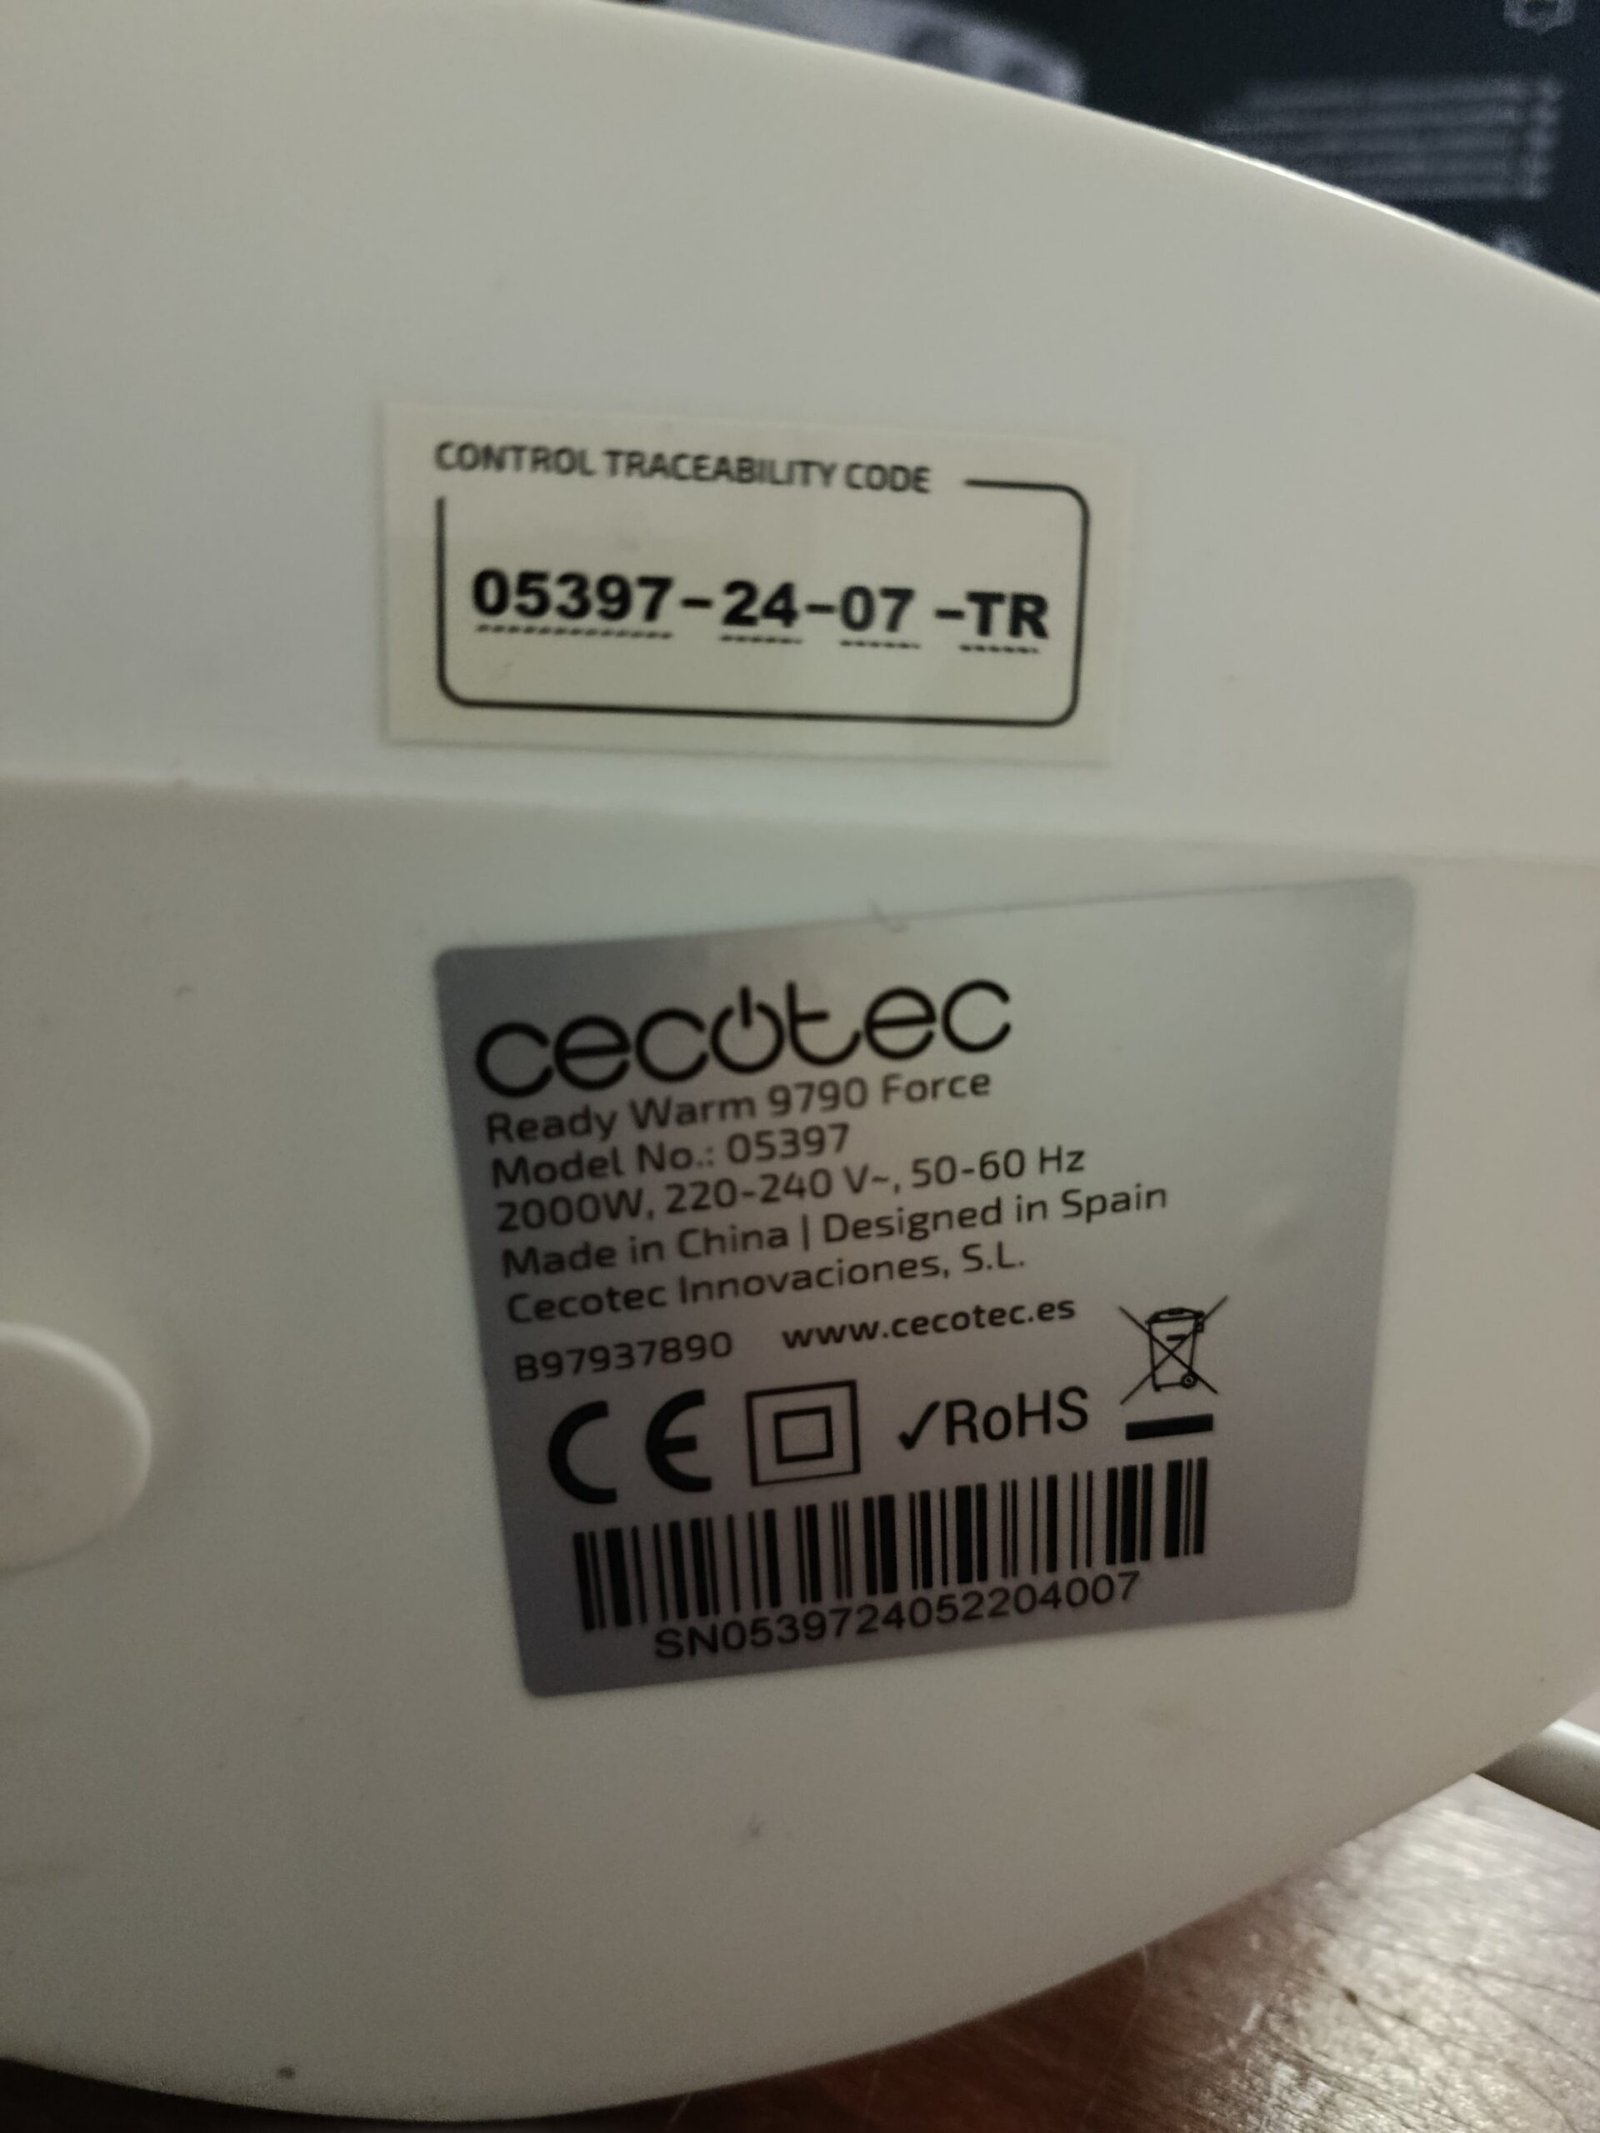 CONTROL TRACEABILITY CODE
05397-24-07-TR
cecotec
Ready Warm 9790 Force
Model No.: 05397
2000W, 220-240 V~, 50-60 Hz
Made in China | Designed in Spain
Cecotec Innovaciones, S.L.
B97937890 www.cecotec.es
CE ✓RoHS
SN0539724052204007